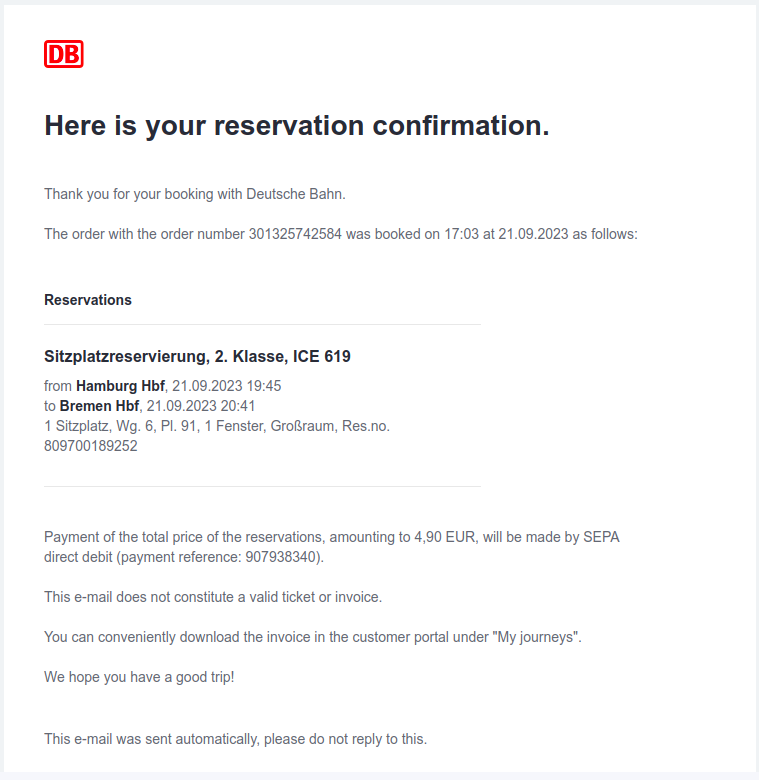 DB
Here is your reservation confirmation.
Thank you for your booking with Deutsche Bahn.
The order with the order number 301325742584 was booked on 17:03 at 21.09.2023 as follows:
Reservations
Sitzplatzreservierung, 2. Klasse, ICE 619
from Hamburg Hbf, 21.09.2023 19:45
to Bremen Hbf, 21.09.2023 20:41
1 Sitzplatz, Wg. 6, Pl. 91, 1 Fenster, Großraum, Res.no.
809700189252
Payment of the total price of the reservations, amounting to 4,90 EUR, will be made by SEPA
direct debit (payment reference: 907938340).
This e-mail does not constitute a valid ticket or invoice.
You can conveniently download the invoice in the customer portal under "My journeys".
We hope you have a good trip!
This e-mail was sent automatically, please do not reply to this.